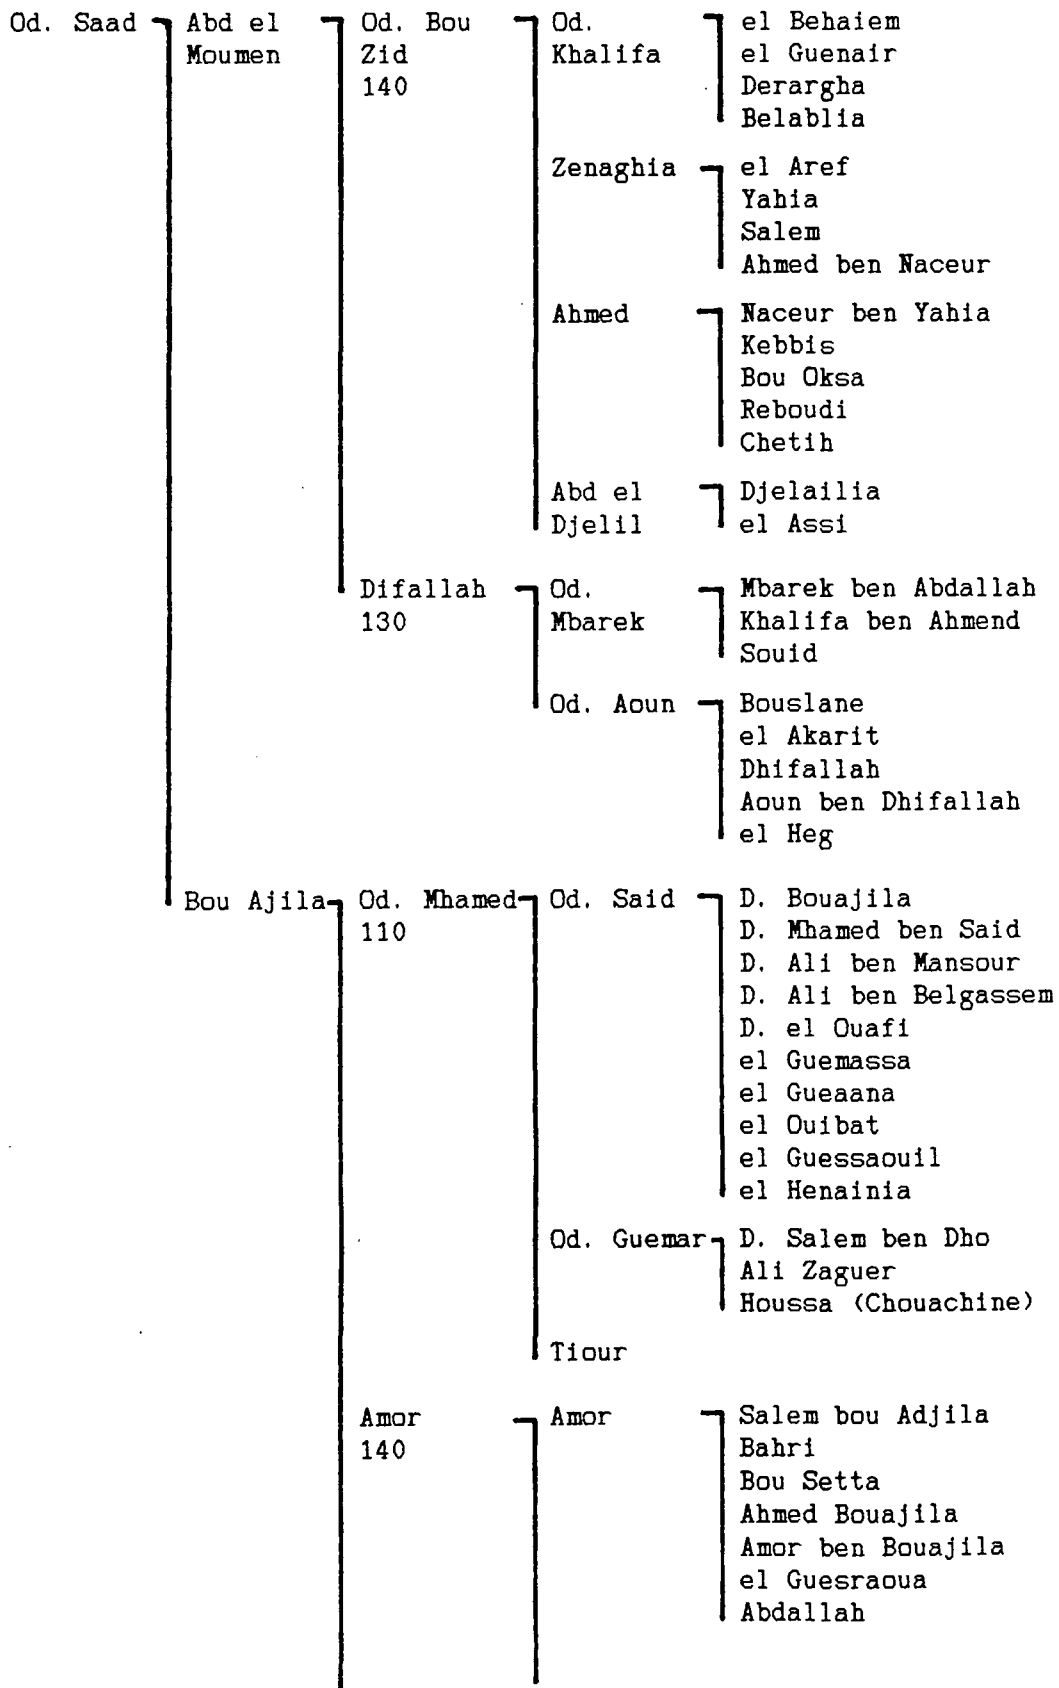 Od. Saad Abd el Od. Bou Od. el Behaiem
Moumen Zid Khalifa el Guenair
140 Derargha
Belablia
Zenaghia el Aref
Yahia
Salem
Ahmed ben Naceur
Ahmed Naceur ben Yahia
Kebbis
Bou Oksa
Reboudi
Chetih
Abd el Djelailia
Djelil el Assi
Difallah Od. Mbarek ben Abdallah
130 Mbarek Khalifa ben Ahmend
Souid
Od. Aoun Bouslane
el Akarit
Dhifallah
Aoun ben Dhifallah
el Heg
Bou Ajila Od. Mhamed Od. Said D. Bouajila
110 D. Mhamed ben Said
D. Ali ben Mansour
D. Ali ben Belgassem
D. el Ouafi
el Guemassa
el Gueaana
el Ouibat
el Guessaouil
el Henainia
Od. Guemar D. Salem ben Dho
Ali Zaguer
Houssa (Chouachine)
Tiour
Amor Amor Salem bou Adjila
140 Bahri
Bou Setta
Ahmed Bouajila
Amor ben Bouajila
el Guesraoua
Abdallah